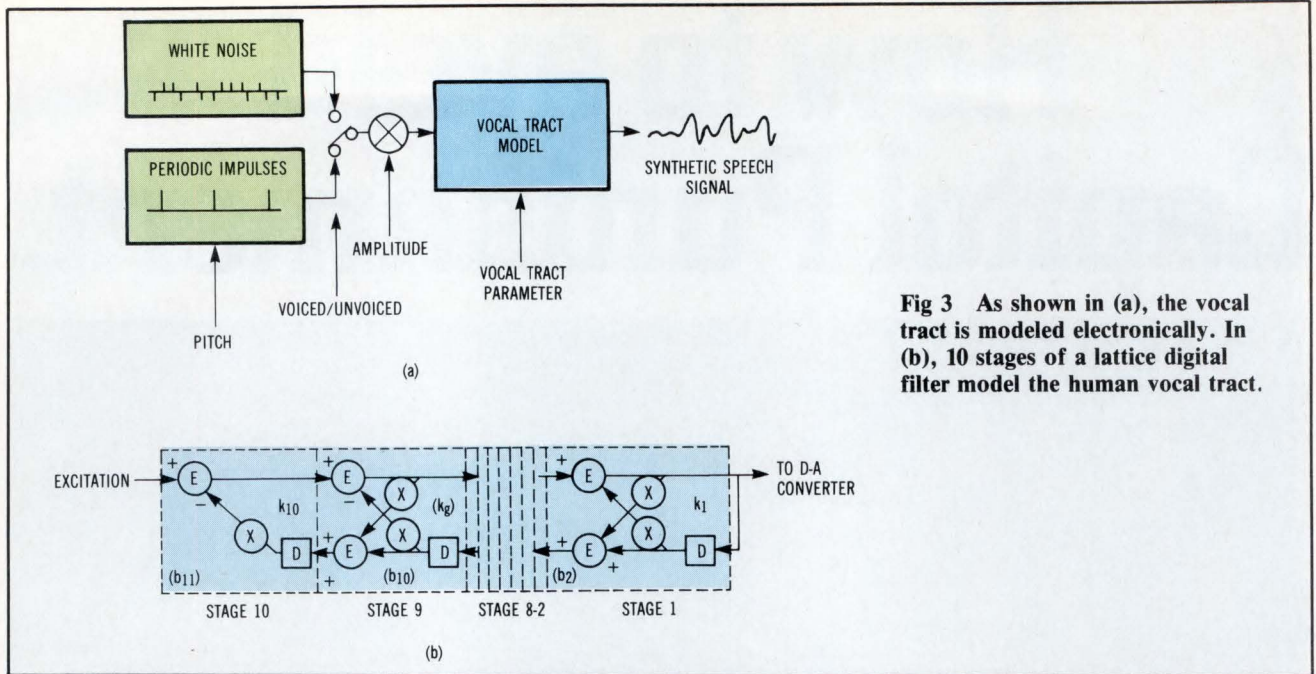 WHITE NOISE
PERIODIC IMPULSES
VOCAL TRACT
MODEL
SYNTHETIC SPEECH
SIGNAL
AMPLITUDE
VOCAL TRACT
PARAMETER
VOICED/UNVOICED
PITCH
(a)
Fig 3 As shown in (a), the vocal
tract is modeled electronically. In
(b), 10 stages of a lattice digital
filter model the human vocal tract.
EXCITATION
+ E −
X
k10
D
(b11)
+ E −
X
(kg)
X
+ E +
D
(b10)
+ E −
X
k1
X
E +
D
(b2)
TO D-A
CONVERTER
STAGE 10
STAGE 9
STAGE 8-2
STAGE 1
(b)